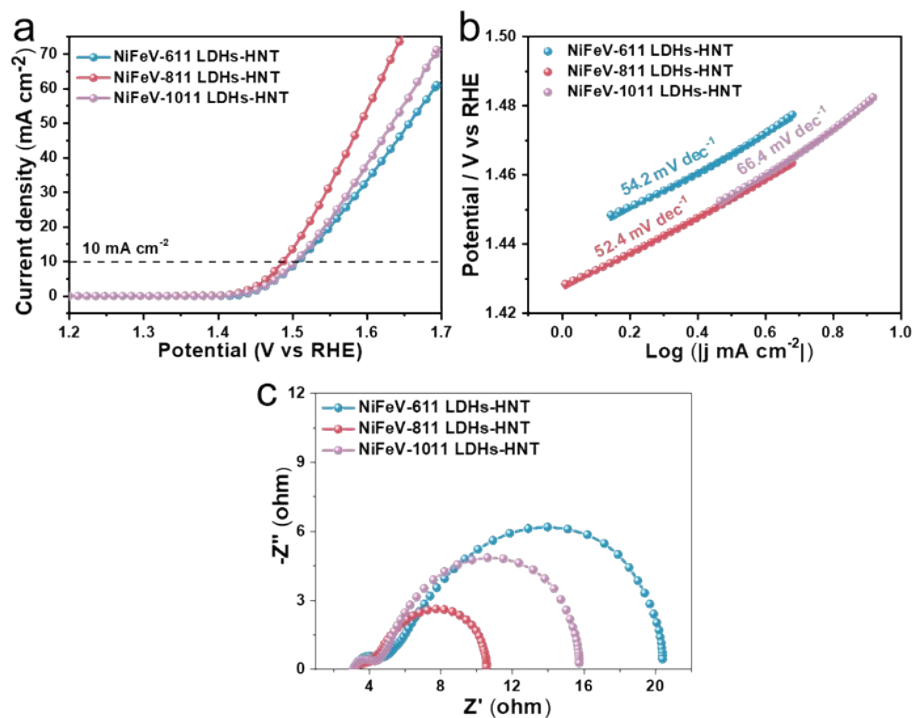 a
Current density (mA cm⁻²)
70
60
50
40
30
20
10
0
NiFeV-611 LDHs-HNT
NiFeV-811 LDHs-HNT
NiFeV-1011 LDHs-HNT
10 mA cm⁻²
1.2 1.3 1.4 1.5 1.6 1.7
Potential (V vs RHE)
b
Potential / V vs RHE
1.50
1.48
1.46
1.44
1.42
NiFeV-611 LDHs-HNT
NiFeV-811 LDHs-HNT
NiFeV-1011 LDHs-HNT
54.2 mV dec⁻¹
66.4 mV dec⁻¹
52.4 mV dec⁻¹
0.0 0.2 0.4 0.6 0.8 1.0
Log (|j mA cm⁻²|)
c
-Z" (ohm)
12
9
6
3
0
NiFeV-611 LDHs-HNT
NiFeV-811 LDHs-HNT
NiFeV-1011 LDHs-HNT
4 8 12 16 20
Z' (ohm)